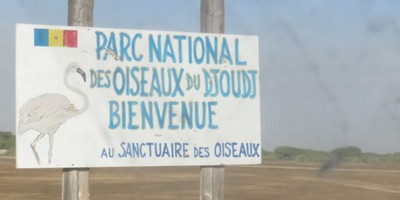 PARC NATIONAL
DES OISEAUX DU DJOUDJ
BIENVENUE
AU SANCTUAIRE DES OISEAUX